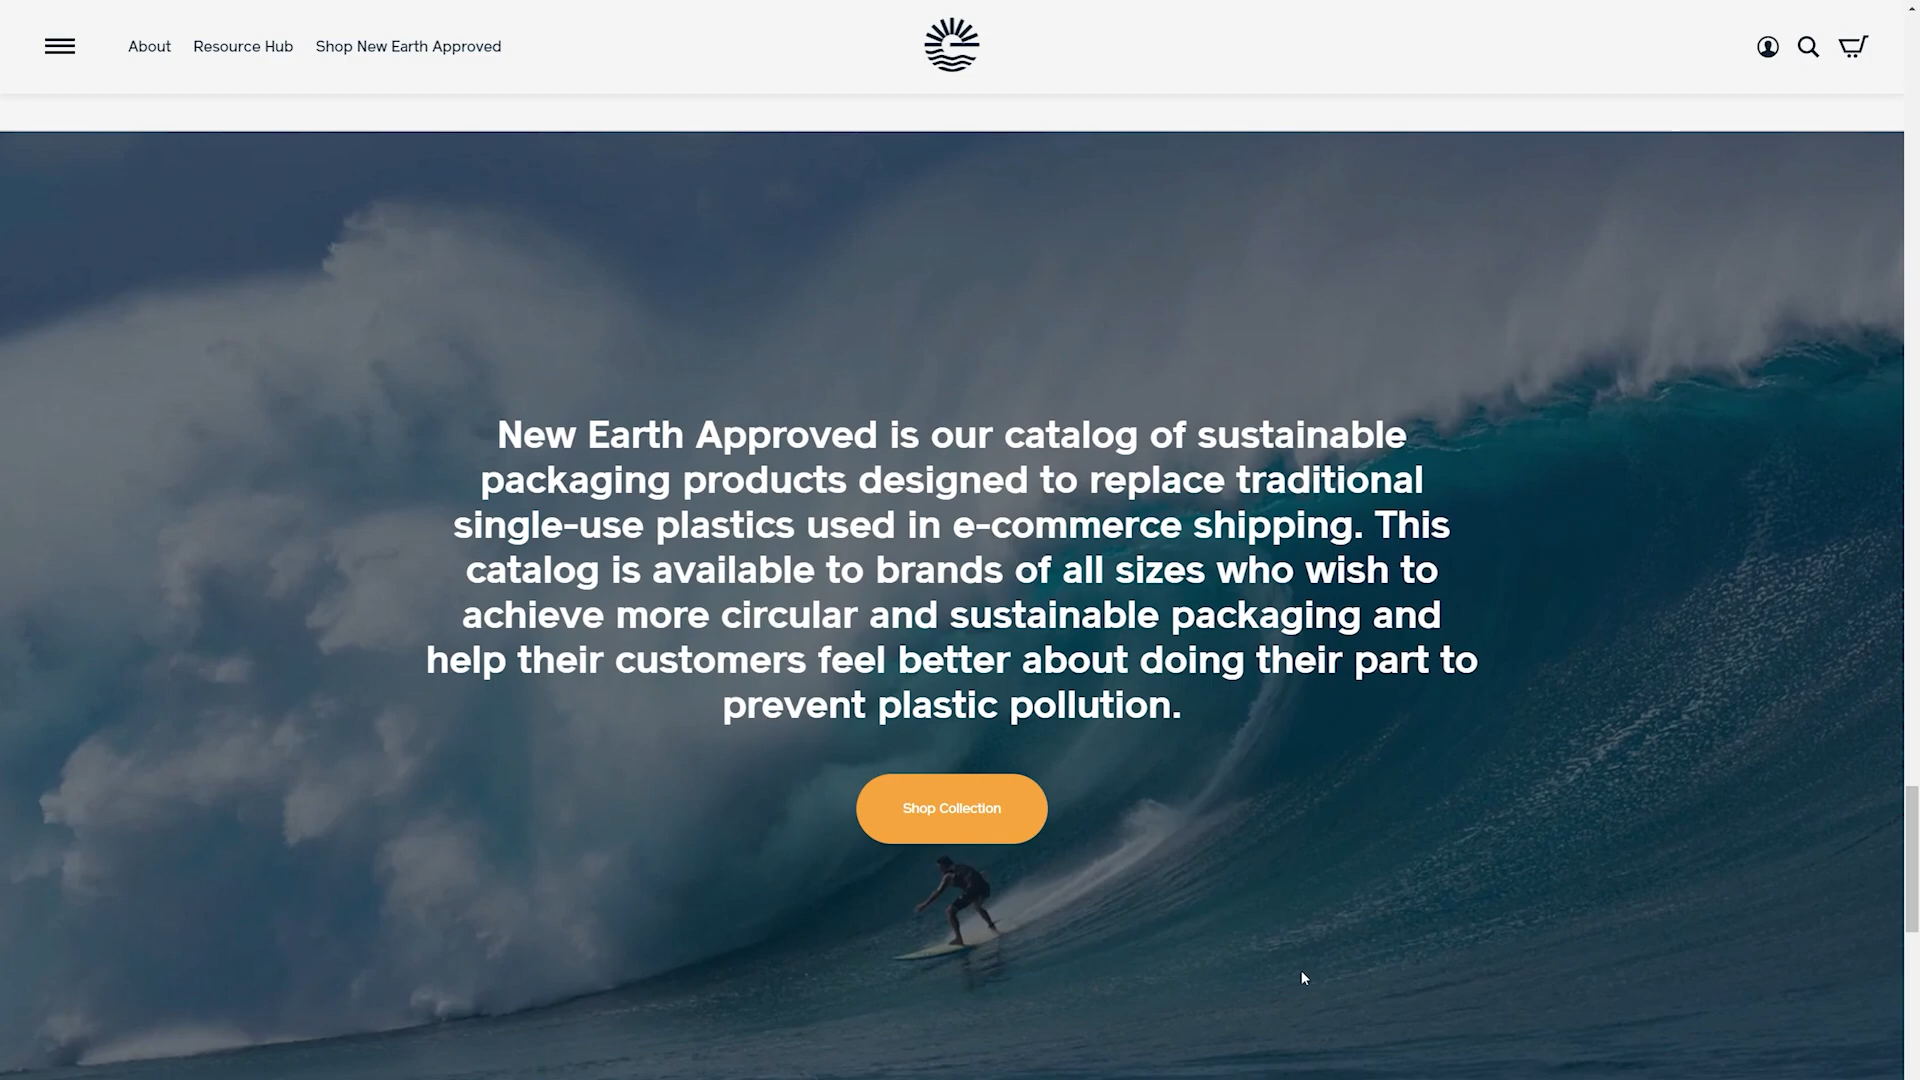 About
Resource Hub
Shop New Earth Approved
New Earth Approved is our catalog of sustainable
packaging products designed to replace traditional
single-use plastics used in e-commerce shipping. This
catalog is available to brands of all sizes who wish to
achieve more circular and sustainable packaging and
help their customers feel better about doing their part to
prevent plastic pollution.
Shop Collection